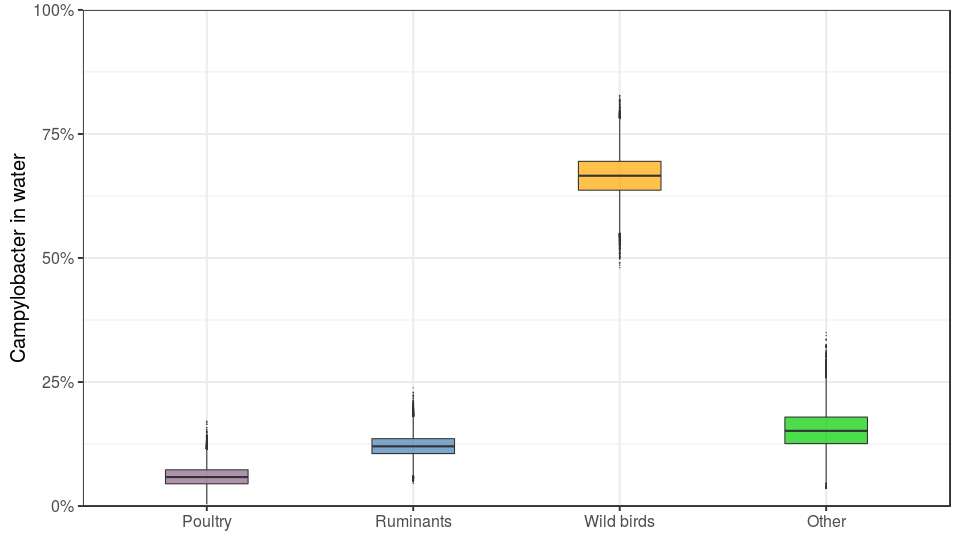 100%
75%
50%
25%
0%
Campylobacter in water
Poultry Ruminants Wild birds Other